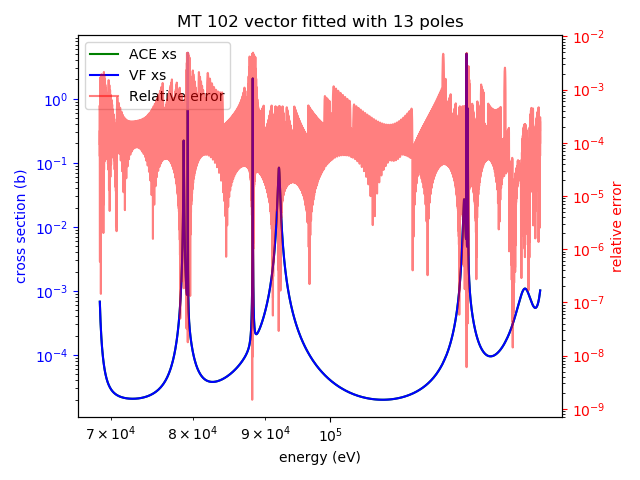 MT 102 vector fitted with 13 poles
ACE xs
VF xs
Relative error
cross section (b)
10⁰
10⁻¹
10⁻²
10⁻³
10⁻⁴
10⁻²
10⁻³
10⁻⁴
10⁻⁵
10⁻⁶
10⁻⁷
10⁻⁸
10⁻⁹
relative error
7 × 10⁴ 8 × 10⁴ 9 × 10⁴ 10⁵
energy (eV)